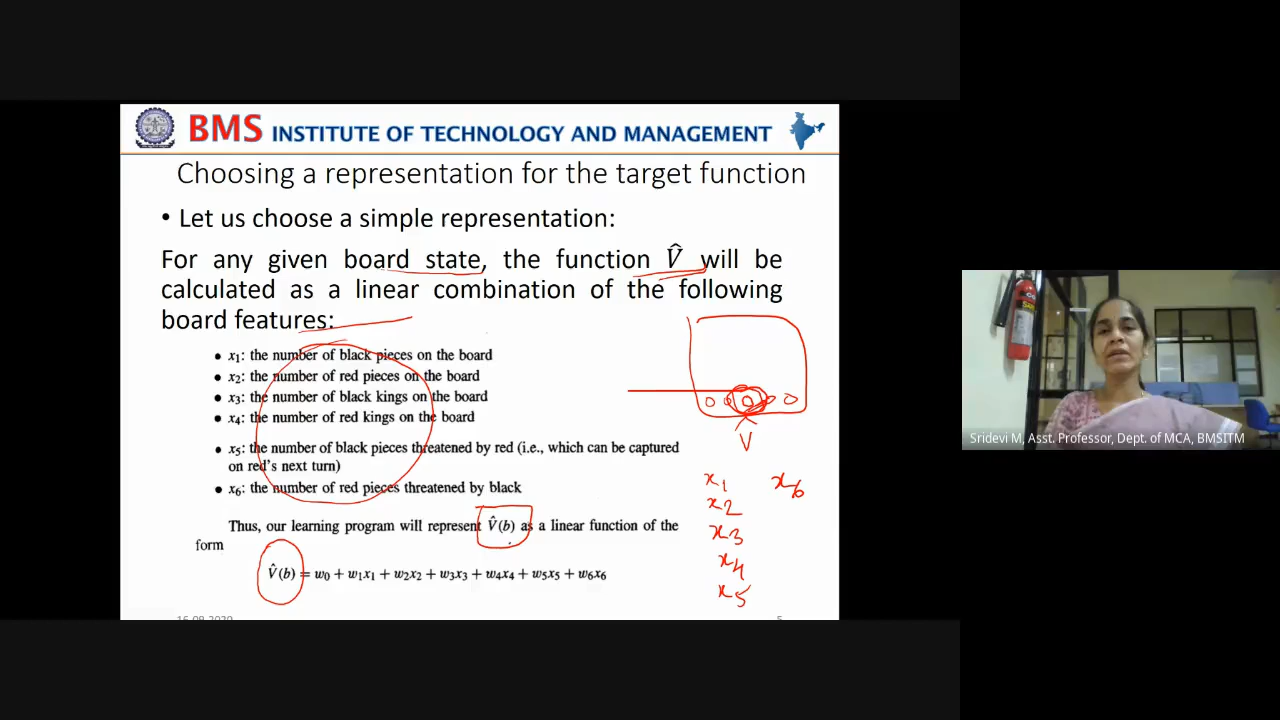 BMS INSTITUTE OF TECHNOLOGY AND MANAGEMENT
Choosing a representation for the target function
• Let us choose a simple representation:
For any given board state, the function V̂ will be
calculated as a linear combination of the following
board features:
• x₁: the number of black pieces on the board
• x₂: the number of red pieces on the board
• x₃: the number of black kings on the board
• x₄: the number of red kings on the board
• x₅: the number of black pieces threatened by red (i.e., which can be captured
on red's next turn)
• x₆: the number of red pieces threatened by black
Thus, our learning program will represent V̂(b) as a linear function of the
form
V̂(b) = w₀ + w₁x₁ + w₂x₂ + w₃x₃ + w₄x₄ + w₅x₅ + w₆x₆
V
x₁ x₆
x₂
x₃
x₄
x₅
Sridevi M, Asst. Professor, Dept. of MCA, BMSITM